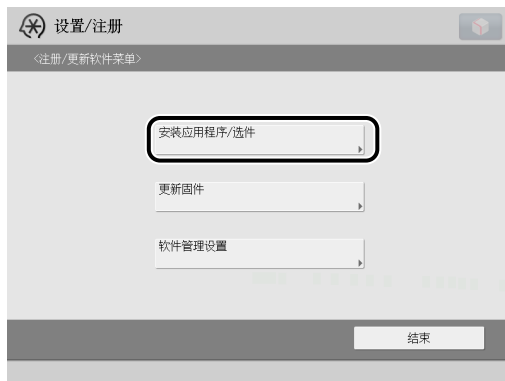 设置/注册
<注册/更新软件菜单>
安装应用程序/选件
更新固件
软件管理设置
结束